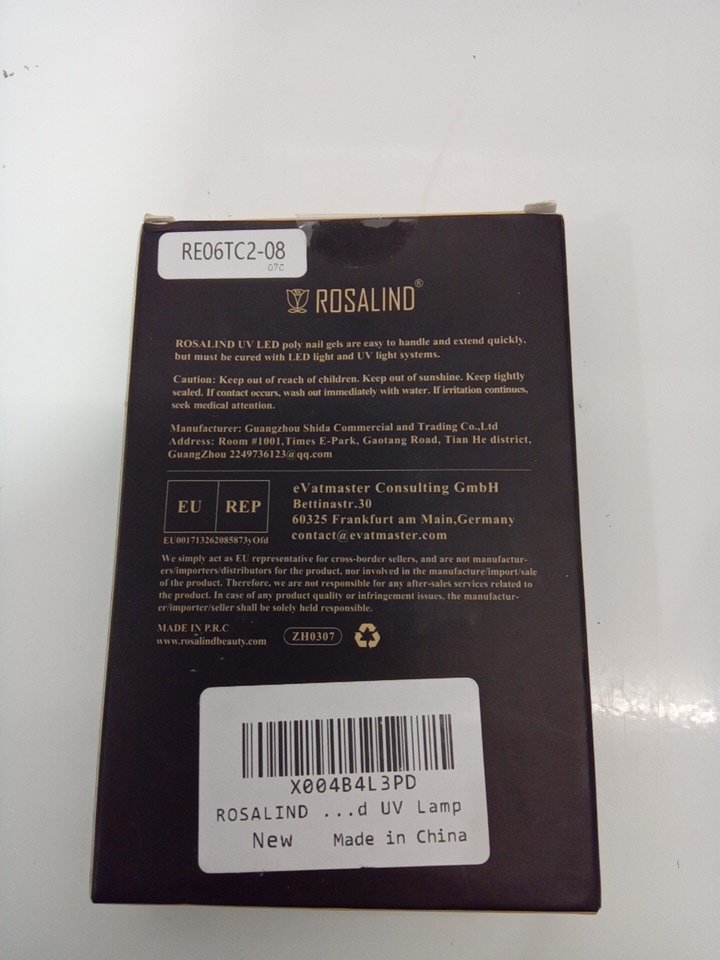 RE06TC2-08
07C
ROSALIND®
ROSALIND UV LED poly nail gels are easy to handle and extend quickly,
but must be cured with LED light and UV light systems.
Caution: Keep out of reach of children. Keep out of sunshine. Keep tightly
sealed. If contact occurs, wash out immediately with water. If irritation continues,
seek medical attention.
Manufacturer: Guangzhou Shida Commercial and Trading Co.,Ltd
Address: Room #1001,Times E-Park, Gaotang Road, Tian He district,
GuangZhou 2249736123@qq.com
EU REP
EU001713262085873yOfd
eVatmaster Consulting GmbH
Bettinastr.30
60325 Frankfurt am Main,Germany
contact@evatmaster.com
We simply act as EU representative for cross-border sellers, and are not manufactur-
ers/importers/distributors for the product, nor involved in the manufacture/import/sale
of the product. Therefore, we are not responsible for any after-sales services related to
the product. In case of any product quality or infringement issues, the manufactur-
er/importer/seller shall be solely held responsible.
MADE IN P.R.C
www.rosalindbeauty.com
ZH0307
X004B4L3PD
ROSALIND ...d UV Lamp
New Made in China